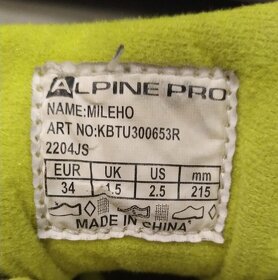 ALPINE PRO
NAME:MILEHO
ART NO:KBTU300653R
2204JS
EUR UK US mm
34 1.5 2.5 215
MADE IN CHINA